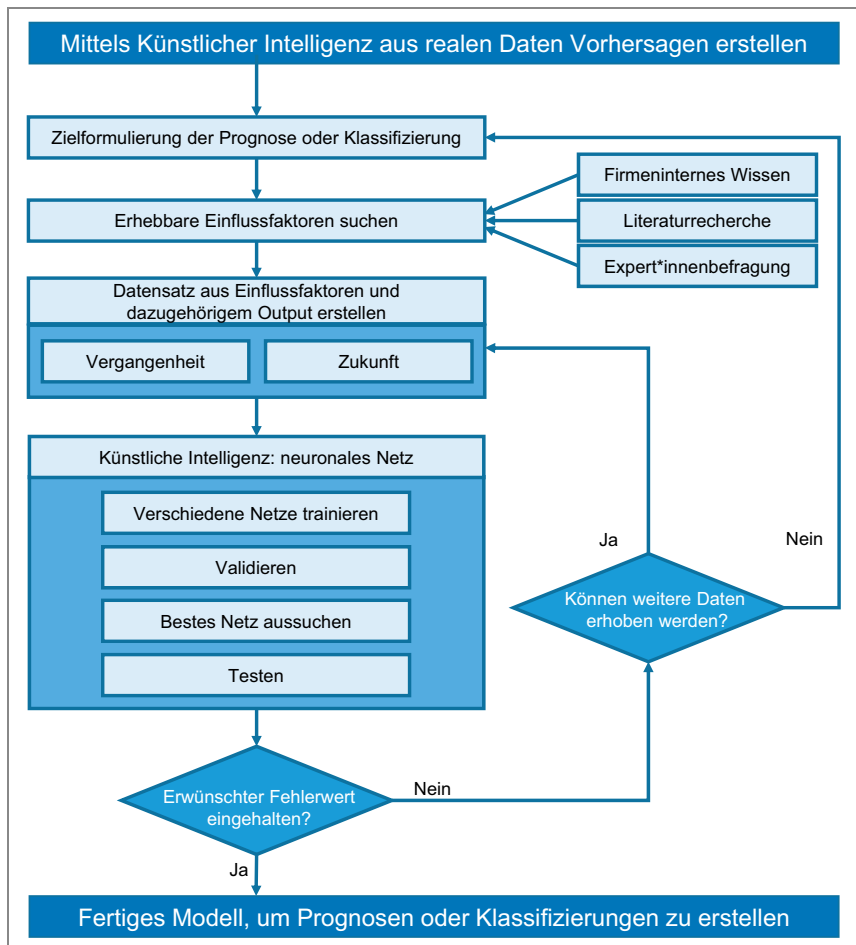 Mittels Künstlicher Intelligenz aus realen Daten Vorhersagen erstellen
Zielformulierung der Prognose oder Klassifizierung
Firmeninternes Wissen
Erhebbare Einflussfaktoren suchen
Literaturrecherche
Expert*innenbefragung
Datensatz aus Einflussfaktoren und
dazugehörigem Output erstellen
Vergangenheit
Zukunft
Künstliche Intelligenz: neuronales Netz
Verschiedene Netze trainieren
Validieren
Bestes Netz aussuchen
Testen
Ja
Nein
Können weitere Daten
erhoben werden?
Erwünschter Fehlerwert
eingehalten?
Nein
Ja
Fertiges Modell, um Prognosen oder Klassifizierungen zu erstellen